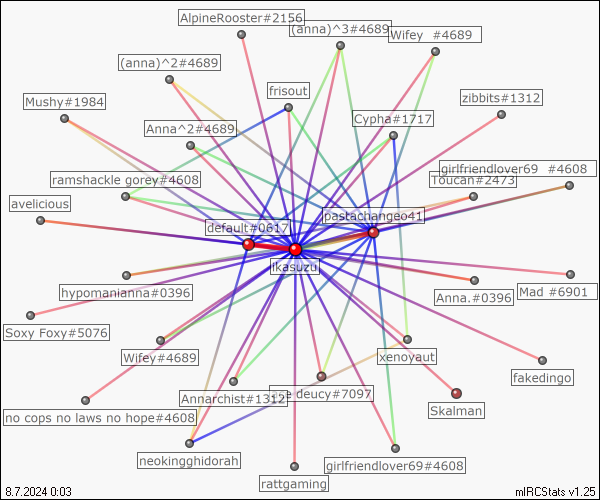 AlpineRooster#2156
(anna)^3#4689
Wifey  #4689
(anna)^2#4689
frisout
Mushy#1984
zibbits#1312
Cypha#1717
Anna^2#4689
girlfriendlover69  #4608
ramshackle gorey#4608
Toucan#2473
avelicious
pastachangeo41
default#0617
ikasuzu
hypomanianna#0396
Anna.#0396
Mad #6901
Soxy Foxy#5076
Wifey#4689
xenoyaut
fakedingo
Annarchist#1312
e deucy#7097
Skalman
no cops no laws no hope#4608
neokingghidorah
girlfriendlover69#4608
rattgaming
8.7.2024 0:03
mIRCStats v1.25